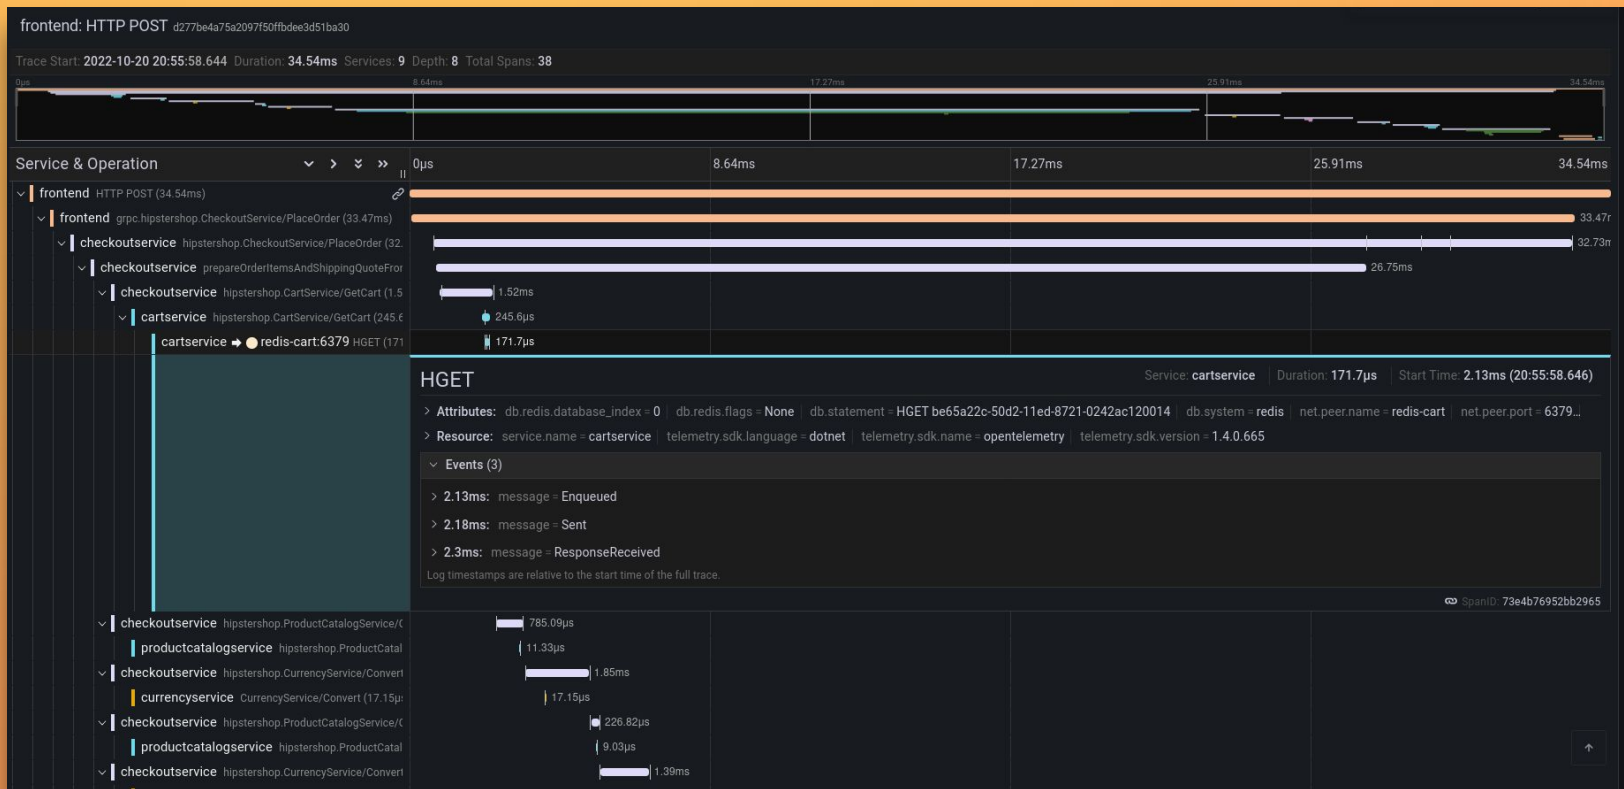 frontend: HTTP POST d277be4a75a2097f50ffbdee3d51ba30
Trace Start: 2022-10-20 20:55:58.644 Duration: 34.54ms Services: 9 Depth: 8 Total Spans: 38
0μs 8.64ms 17.27ms 25.91ms 34.54ms
Service & Operation 0μs 8.64ms 17.27ms 25.91ms 34.54ms
frontend HTTP POST (34.54ms)
frontend grpc.hipstershop.CheckoutService/PlaceOrder (33.47ms) 33.47r
checkoutservice hipstershop.CheckoutService/PlaceOrder (32. 32.73m
checkoutservice prepareOrderItemsAndShippingQuoteFror 26.75ms
checkoutservice hipstershop.CartService/GetCart (1.5 1.52ms
cartservice hipstershop.CartService/GetCart (245.6 245.6μs
cartservice redis-cart:6379 HGET (171 171.7μs
HGET Service: cartservice Duration: 171.7μs Start Time: 2.13ms (20:55:58.646)
Attributes: db.redis.database_index = 0 db.redis.flags = None db.statement = HGET be65a22c-50d2-11ed-8721-0242ac120014 db.system = redis net.peer.name = redis-cart net.peer.port = 6379...
Resource: service.name = cartservice telemetry.sdk.language = dotnet telemetry.sdk.name = opentelemetry telemetry.sdk.version = 1.4.0.665
Events (3)
2.13ms: message = Enqueued
2.18ms: message = Sent
2.3ms: message = ResponseReceived
Log timestamps are relative to the start time of the full trace.
SpanID: 73e4b76952bb2965
checkoutservice hipstershop.ProductCatalogService/G 785.09μs
productcatalogservice hipstershop.ProductCatal 11.33μs
checkoutservice hipstershop.CurrencyService/Convert 1.85ms
currencyservice CurrencyService/Convert (17.15μs 17.15μs
checkoutservice hipstershop.ProductCatalogService/G 226.82μs
productcatalogservice hipstershop.ProductCatal 9.03μs
checkoutservice hipstershop.CurrencyService/Convert 1.39ms